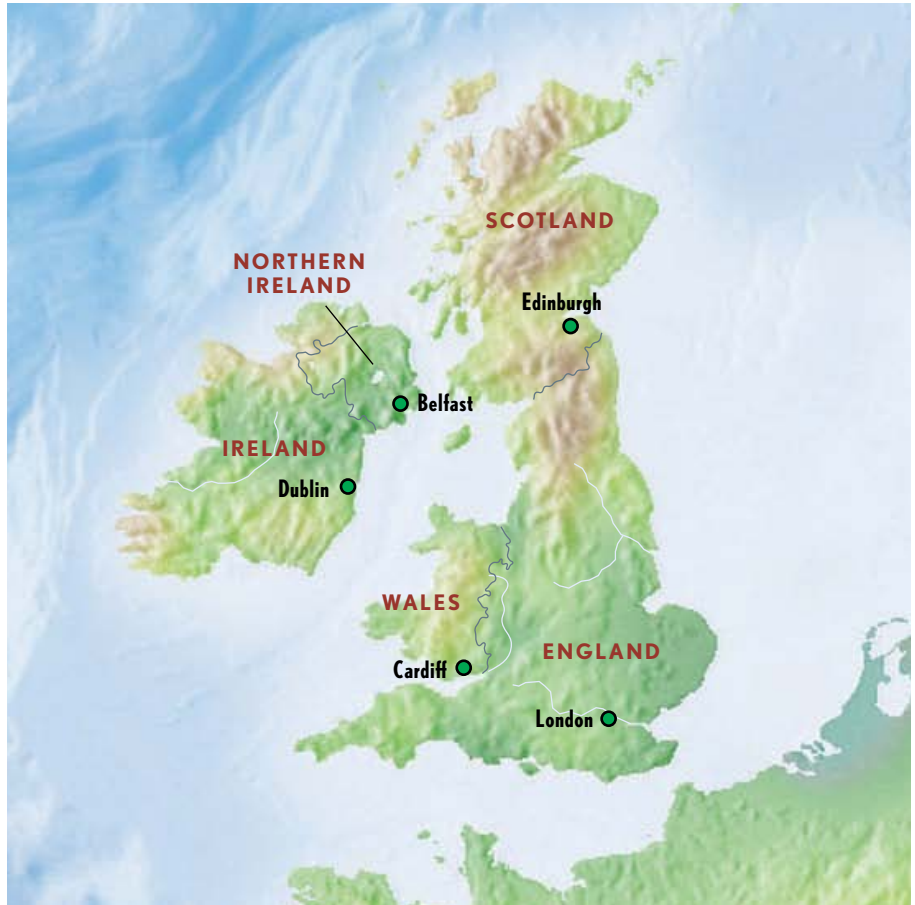 SCOTLAND
NORTHERN
IRELAND
Edinburgh
Belfast
IRELAND
Dublin
WALES
ENGLAND
Cardiff
London